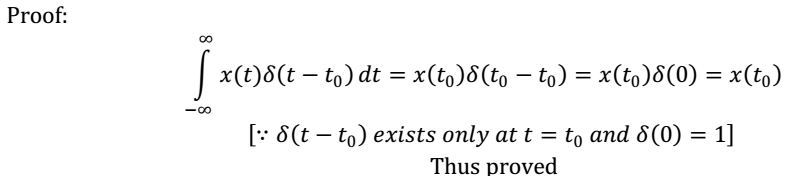 Proof:
∞
∫ x(t)δ(t − t₀) dt = x(t₀)δ(t₀ − t₀) = x(t₀)δ(0) = x(t₀)
−∞
[∵ δ(t − t₀) exists only at t = t₀ and δ(0) = 1]
Thus proved